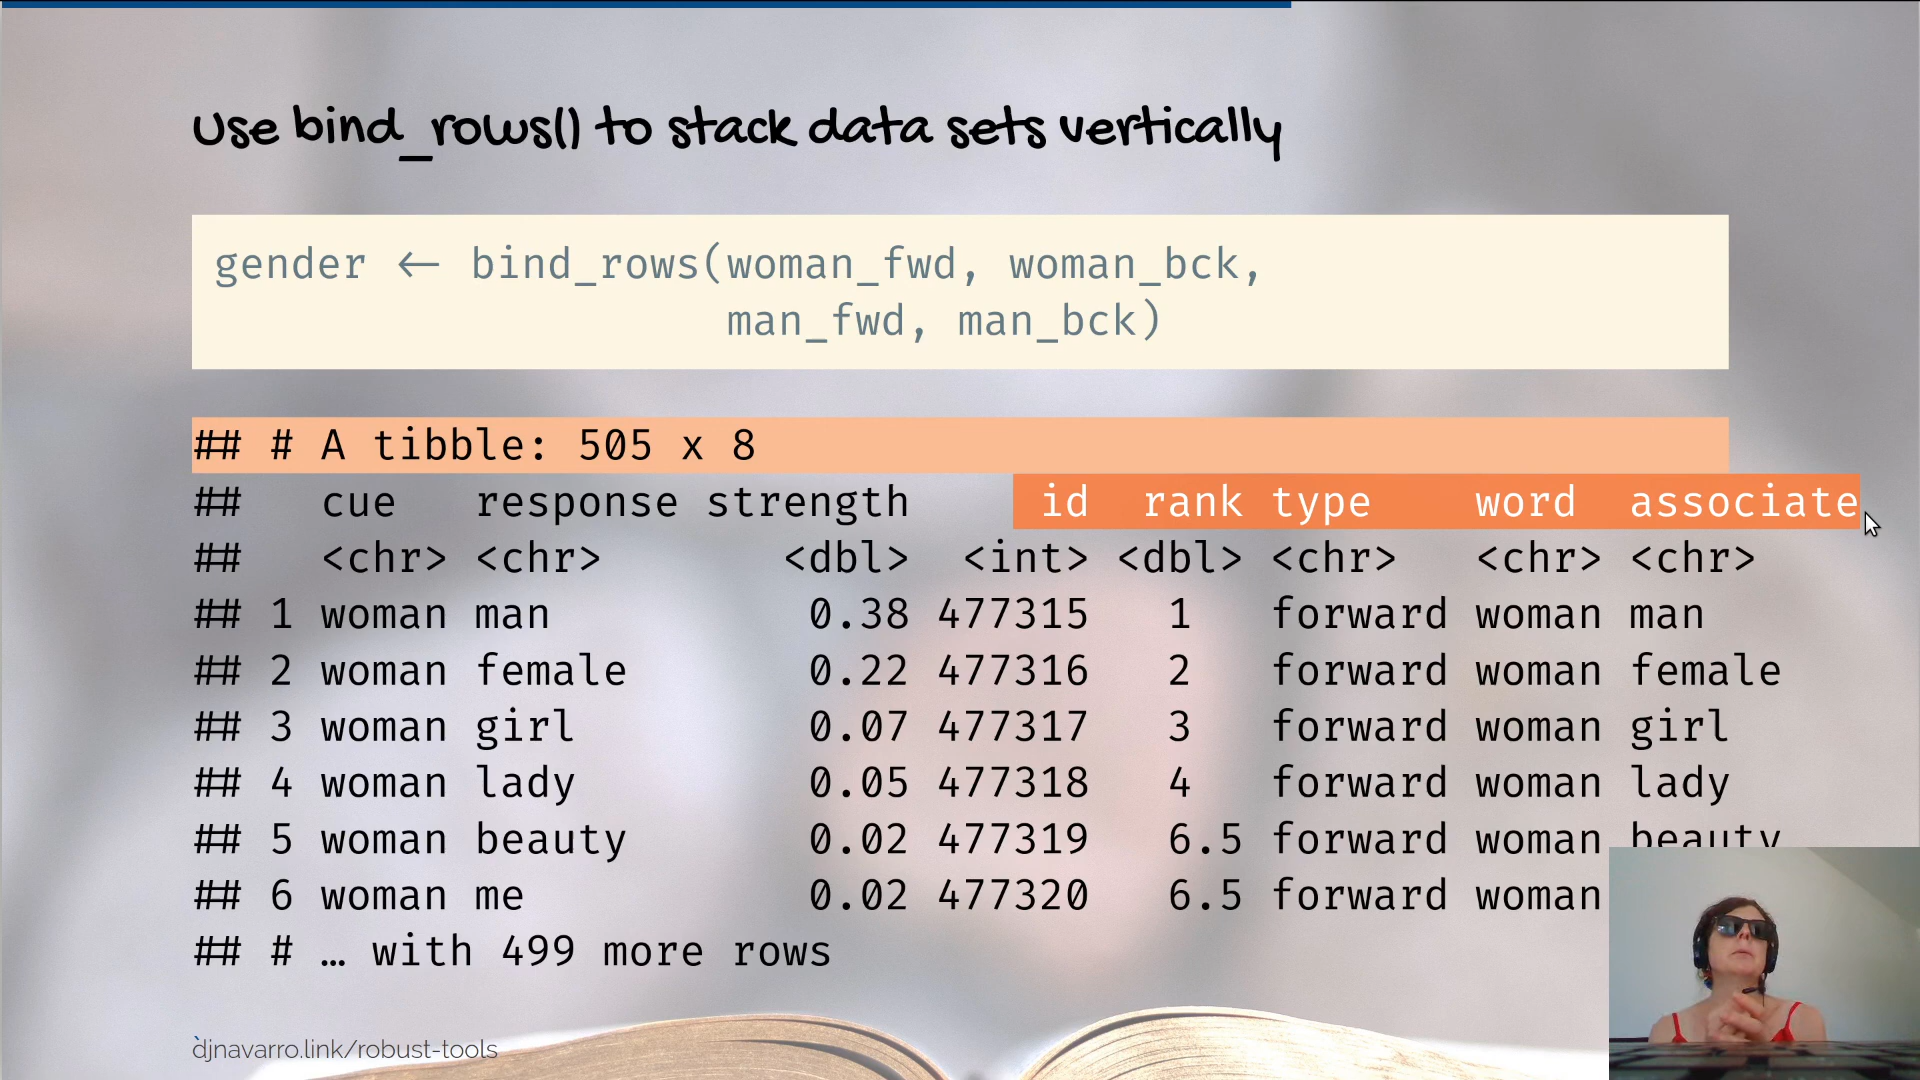 Use bind_rows() to stack data sets vertically
gender ← bind_rows(woman_fwd, woman_bck,
man_fwd, man_bck)
## # A tibble: 505 x 8
## cue response strength id rank type word associate
## <chr> <chr> <dbl> <int> <dbl> <chr> <chr> <chr>
## 1 woman man 0.38 477315 1 forward woman man
## 2 woman female 0.22 477316 2 forward woman female
## 3 woman girl 0.07 477317 3 forward woman girl
## 4 woman lady 0.05 477318 4 forward woman lady
## 5 woman beauty 0.02 477319 6.5 forward woman beauty
## 6 woman me 0.02 477320 6.5 forward woman
## # … with 499 more rows
djnavarro.link/robust-tools